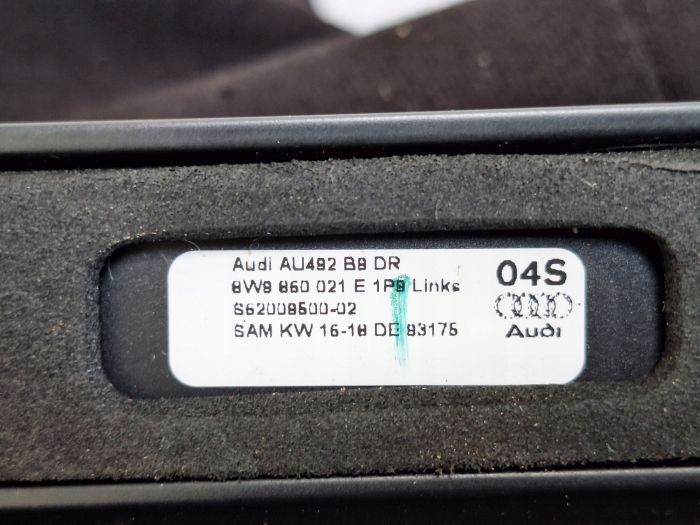 Audi AU492 B9 DR
8W9 860 021 E 1P9 Links
S62009500-02
SAM KW 16-18 DE 93175
04S
Audi